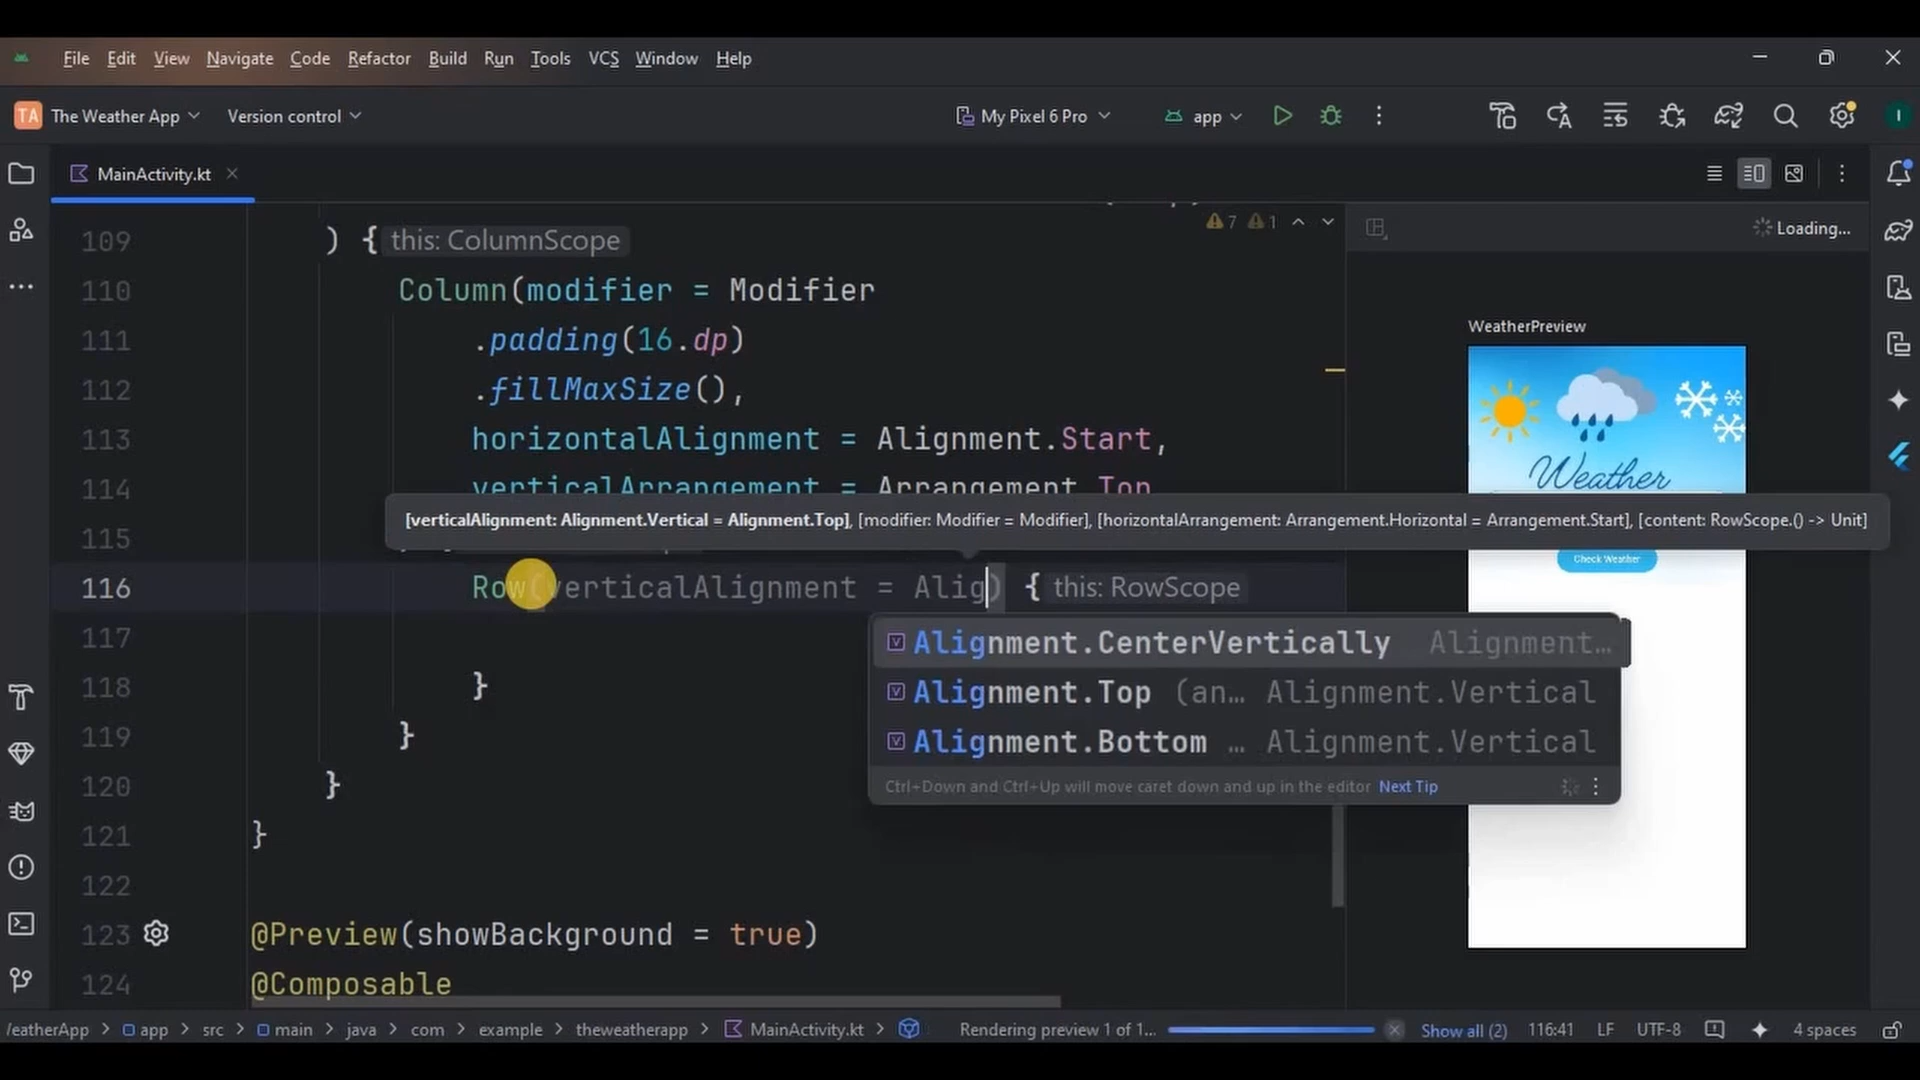 File Edit View Navigate Code Refactor Build Run Tools VCS Window Help
TA The Weather App Version control My Pixel 6 Pro app I
MainActivity.kt
7 1 Loading...
109 ) { this: ColumnScope
110 Column(modifier = Modifier
111 .padding(16.dp)
112 .fillMaxSize(),
113 horizontalAlignment = Alignment.Start,
114 verticalArrangement = Arrangement.Top
[verticalAlignment: Alignment.Vertical = Alignment.Top], [modifier: Modifier = Modifier], [horizontalArrangement: Arrangement.Horizontal = Arrangement.Start], [content: RowScope.() -> Unit]
115
116 Row(verticalAlignment = Alig) { this: RowScope
117
118 }
119 }
120 }
121 }
122
123 @Preview(showBackground = true)
124 @Composable
Alignment.CenterVertically Alignment...
Alignment.Top (an... Alignment.Vertical
Alignment.Bottom ... Alignment.Vertical
Ctrl+Down and Ctrl+Up will move caret down and up in the editor Next Tip
WeatherPreview
Weather
Check Weather
/eatherApp > app > src > main > java > com > example > theweatherapp > MainActivity.kt > Rendering preview 1 of 1... Show all (2) 116:41 LF UTF-8 4 spaces